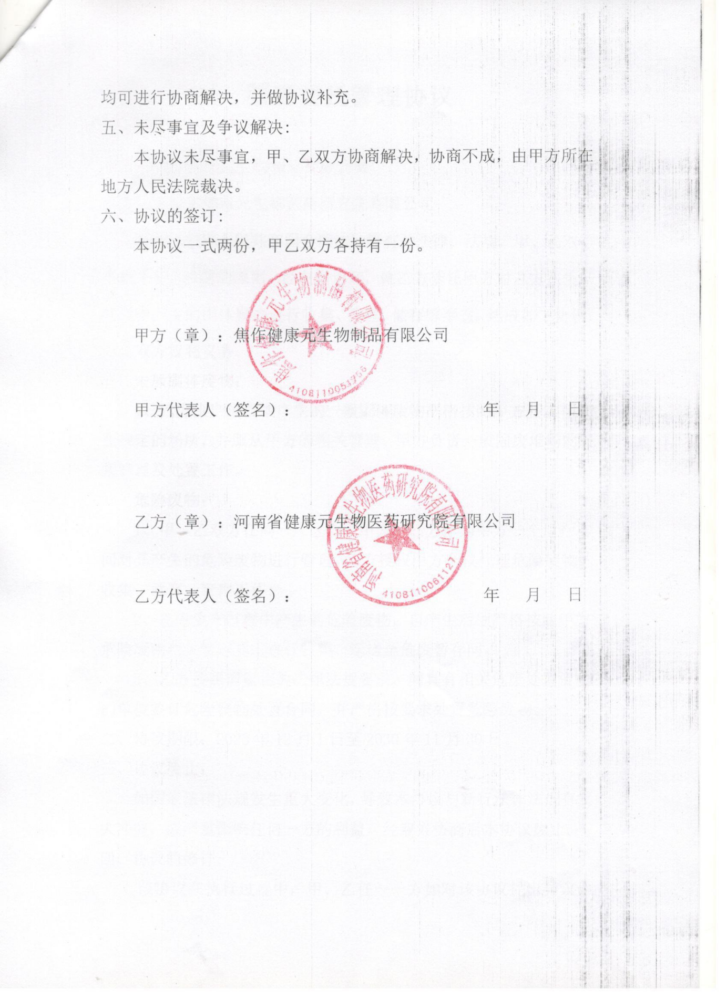 均可进行协商解决，并做协议补充。
五、未尽事宜及争议解决：
本协议未尽事宜，甲、乙双方协商解决，协商不成，由甲方所在
地方人民法院裁决。
六、协议的签订：
本协议一式两份，甲乙双方各持有一份。
焦作健康元生物制品有限公司
甲方（章）：焦作健康元生物制品有限公司
甲方代表人（签名）： 年 月 日
河南省健康元生物医药研究院有限公司
乙方（章）：河南省健康元生物医药研究院有限公司
4108110061127
乙方代表人（签名）： 年 月 日